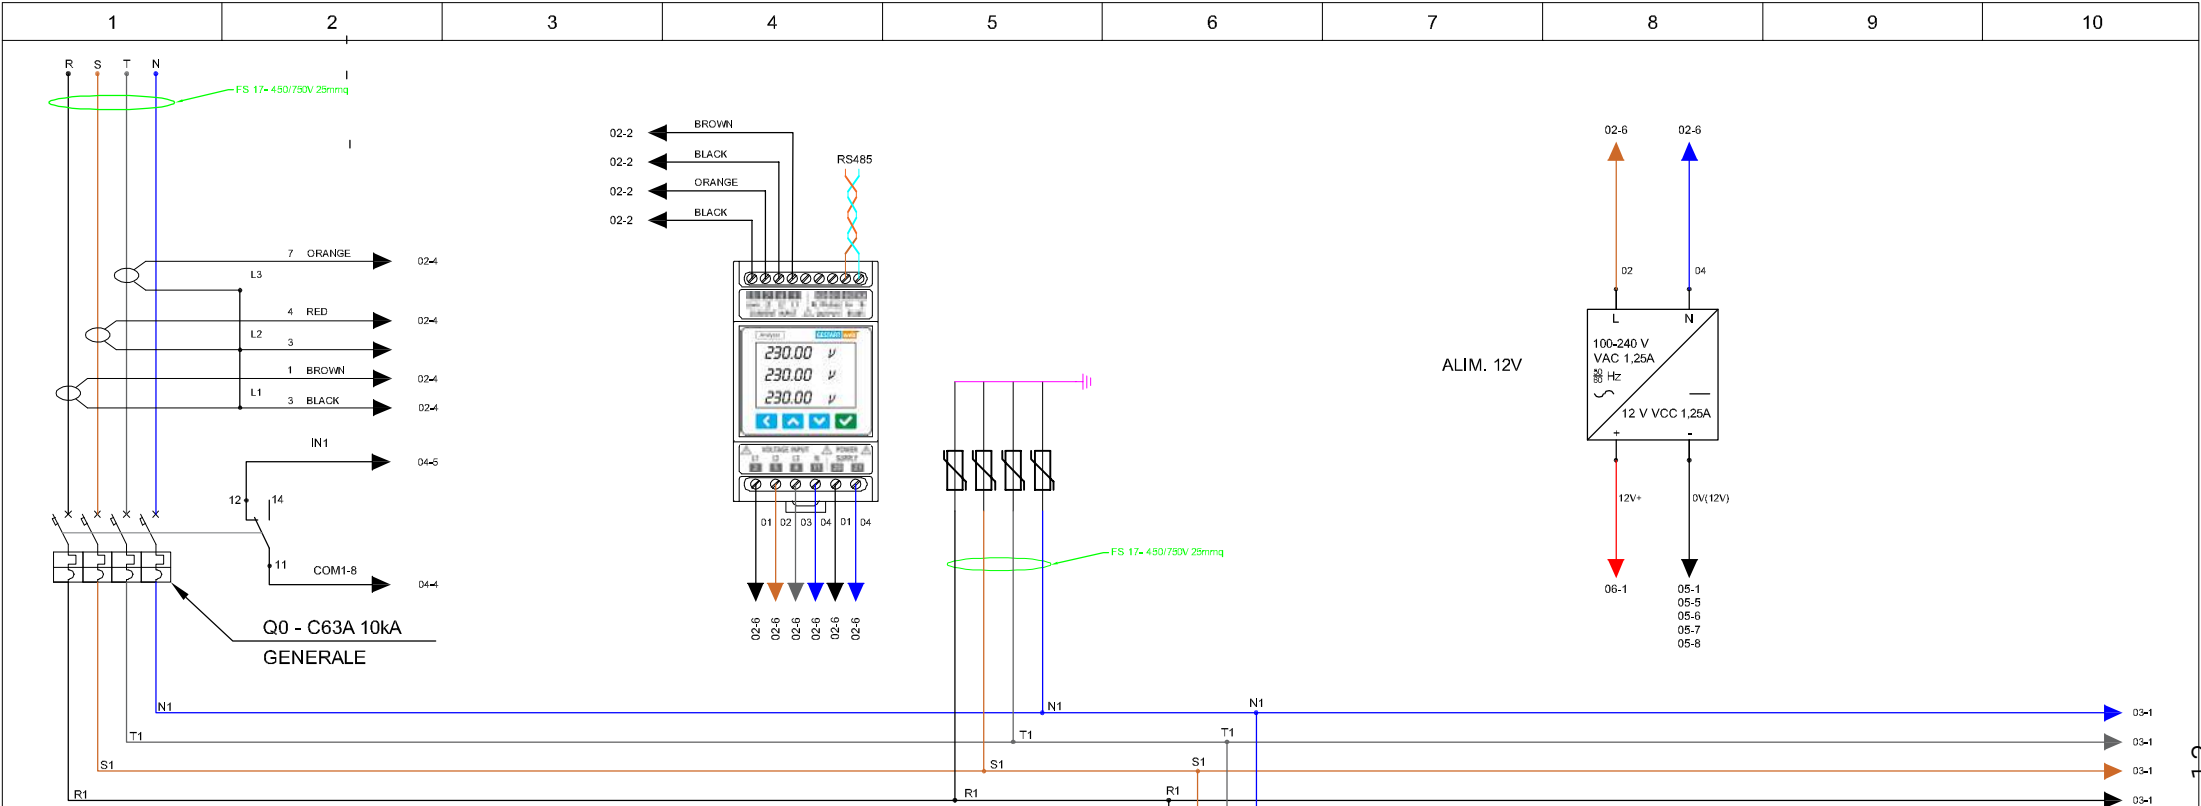 1 2 3 4 5 6 7 8 9 10
R S T N
FS 17- 450/750V 25mmq
02-2 BROWN
02-2 BLACK
02-2 ORANGE
02-2 BLACK
RS485
7 ORANGE 02-4
L3
4 RED 02-4
L2
3
1 BROWN 02-4
L1
3 BLACK 02-4
IN1
04-5
12 14
11
COM1-8
04-4
Q0 - C63A 10kA
GENERALE
230.00 V
230.00 V
230.00 V
VOLTAGE INPUT POWER
SUPPLY
L1 L2 L3 N
01 02 03 04 01 04
02-6 02-6 02-6 02-6 02-6 02-6
FS 17- 450/750V 25mmq
ALIM. 12V
02-6 02-6
02 04
L N
100-240 V
VAC 1,25A
Hz
12 V VCC 1,25A
+ -
12V+ 0V(12V)
06-1 05-1
05-5
05-6
05-7
05-8
N1 N1 N1 03-1
T1 T1 T1 03-1
S1 S1 S1 03-1
R1 R1 R1 03-1